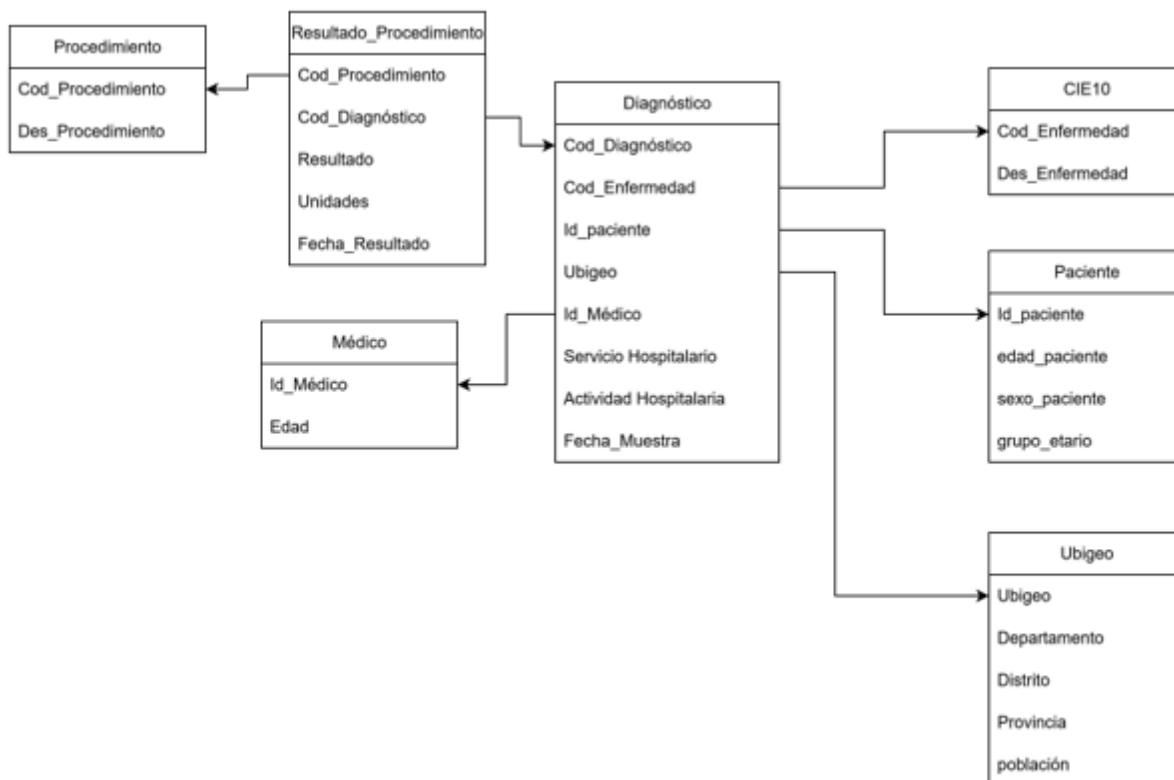 Procedimiento
Cod_Procedimiento
Des_Procedimiento
Resultado_Procedimiento
Cod_Procedimiento
Cod_Diagnóstico
Resultado
Unidades
Fecha_Resultado
Médico
Id_Médico
Edad
Diagnóstico
Cod_Diagnóstico
Cod_Enfermedad
Id_paciente
Ubigeo
Id_Médico
Servicio Hospitalario
Actividad Hospitalaria
Fecha_Muestra
CIE10
Cod_Enfermedad
Des_Enfermedad
Paciente
Id_paciente
edad_paciente
sexo_paciente
grupo_etario
Ubigeo
Ubigeo
Departamento
Distrito
Provincia
población